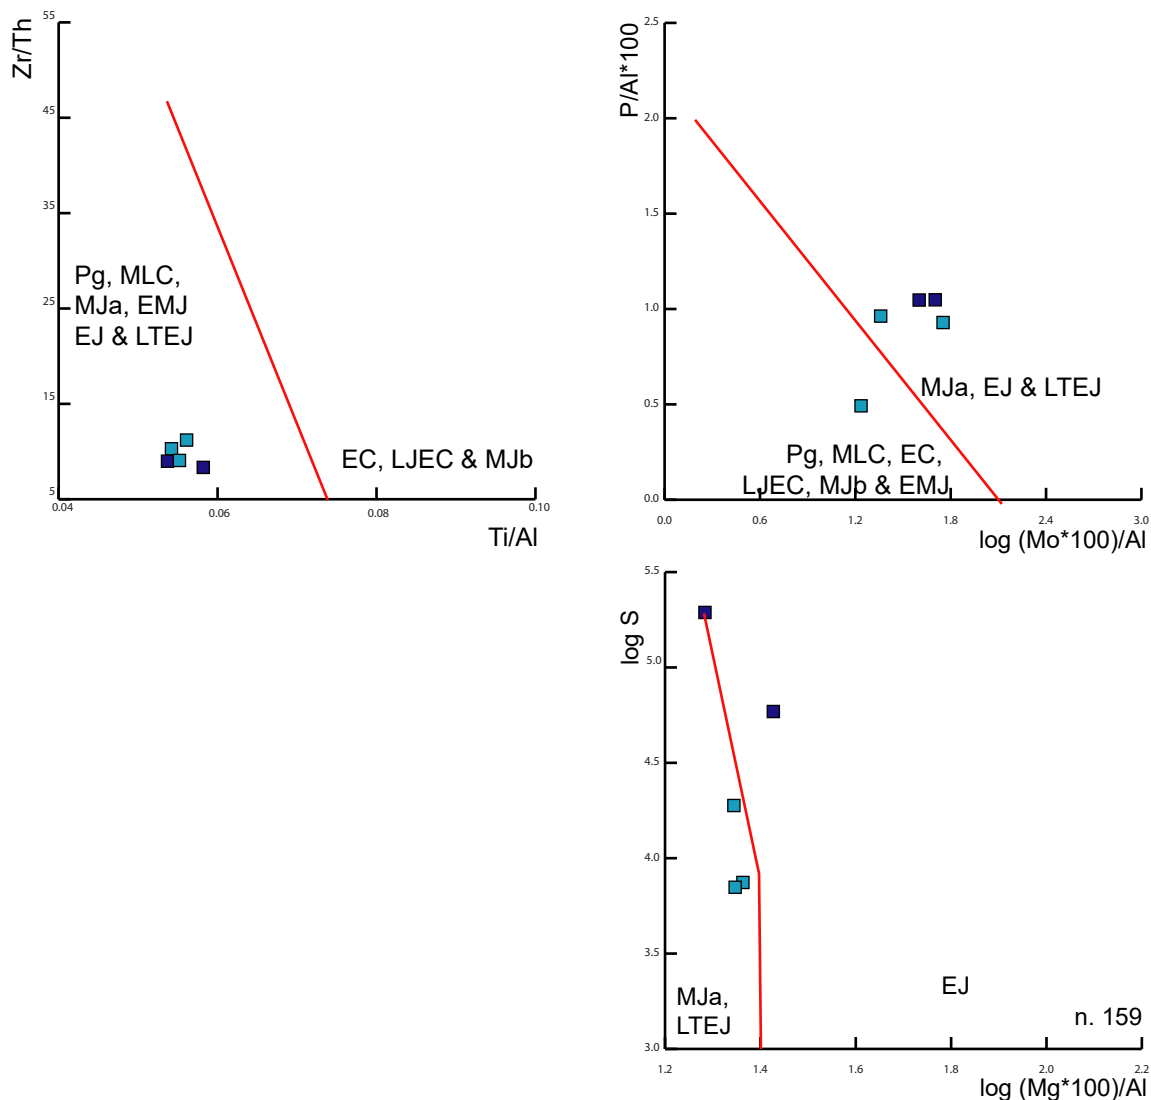 Zr/Th
55
45
35
25
15
5
Pg, MLC,
MJa, EMJ
EJ & LTEJ
EC, LJEC & MJb
0.04
0.06
0.08
0.10
Ti/Al
P/Al*100
2.5
2.0
1.5
1.0
0.5
0.0
MJa, EJ & LTEJ
Pg, MLC, EC,
LJEC, MJb & EMJ
0.0
0.6
1.2
1.8
2.4
3.0
log (Mo*100)/Al
log S
5.5
5.0
4.5
4.0
3.5
3.0
MJa,
LTEJ
EJ
n. 159
1.2
1.4
1.6
1.8
2.0
2.2
log (Mg*100)/Al